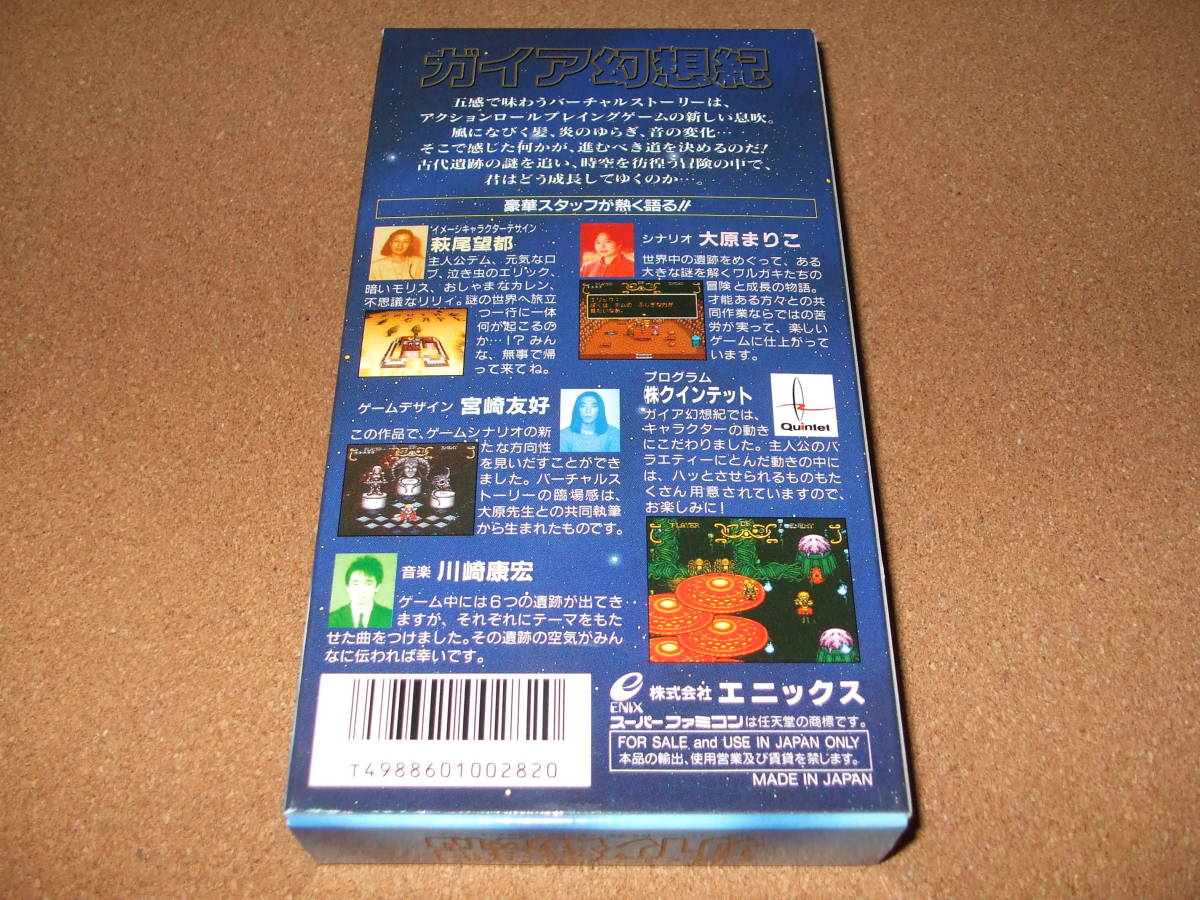 ガイア幻想紀
五感で味わうバーチャルストーリーは、
アクションロールプレイングゲームの新しい息吹。
風になびく髪、炎のゆらぎ、音の変化…
そこで感じた何かが、進むべき道を決めるのだ!
古代遺跡の謎を追い、時空を彷徨う冒険の中で、
君はどう成長してゆくのか…。
豪華スタッフが熱く語る!!
イメージキャラクターデザイン
萩尾望都
主人公テム、元気なロ
ブ、泣き虫のエリック、
暗いモリス、おしゃまなカレン、
不思議なリリィ。謎の世界へ旅立
つ一行に一体
何が起こるの
か…!?みん
な、無事で帰
って来てね。
シナリオ 大原まりこ
世界中の遺跡をめぐって、ある
大きな謎を解くワルガキたちの
冒険と成長の物語。
才能ある方々との共
同作業ならではの苦
労が実って、楽しい
ゲームに仕上がって
います。
エリック:
ぼくは テムの ふしぎな力が
見たいなあ。
ゲームデザイン 宮崎友好
この作品で、ゲームシナリオの新
たな方向性
を見いだすことができ
ました。バーチャルス
トーリーの臨場感は、
大原先生との共同執筆
から生まれたものです。
プログラム
㈱クインテット
Quintet
ガイア幻想紀では、
キャラクターの動き
にこだわりました。主人公のバ
ラエティーにとんだ動きの中に
は、ハッとさせられるものもた
くさん用意されていますので、
お楽しみに!
PLAYER
ENEMY
音楽 川崎康宏
ゲーム中には6つの遺跡が出てき
ますが、それぞれにテーマをもた
せた曲をつけました。その遺跡の空気がみん
なに伝われば幸いです。
T4988601002820
ENIX
株式会社 エニックス
スーパーファミコンは任天堂の商標です。
FOR SALE and USE IN JAPAN ONLY
本品の輸出、使用営業及び賃貸を禁じます。
MADE IN JAPAN
ガイア幻想紀